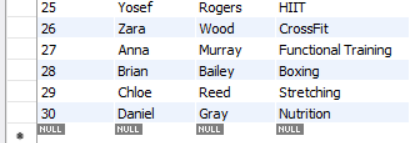 25 Yosef Rogers HIIT
26 Zara Wood CrossFit
27 Anna Murray Functional Training
28 Brian Bailey Boxing
29 Chloe Reed Stretching
30 Daniel Gray Nutrition
NULL NULL NULL NULL